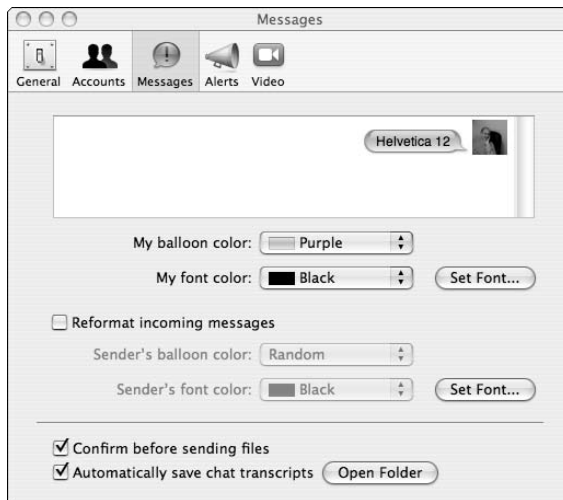 Messages
General Accounts Messages Alerts Video
Helvetica 12
My balloon color: Purple
My font color: Black Set Font...
Reformat incoming messages
Sender's balloon color: Random
Sender's font color: Black Set Font...
Confirm before sending files
Automatically save chat transcripts Open Folder